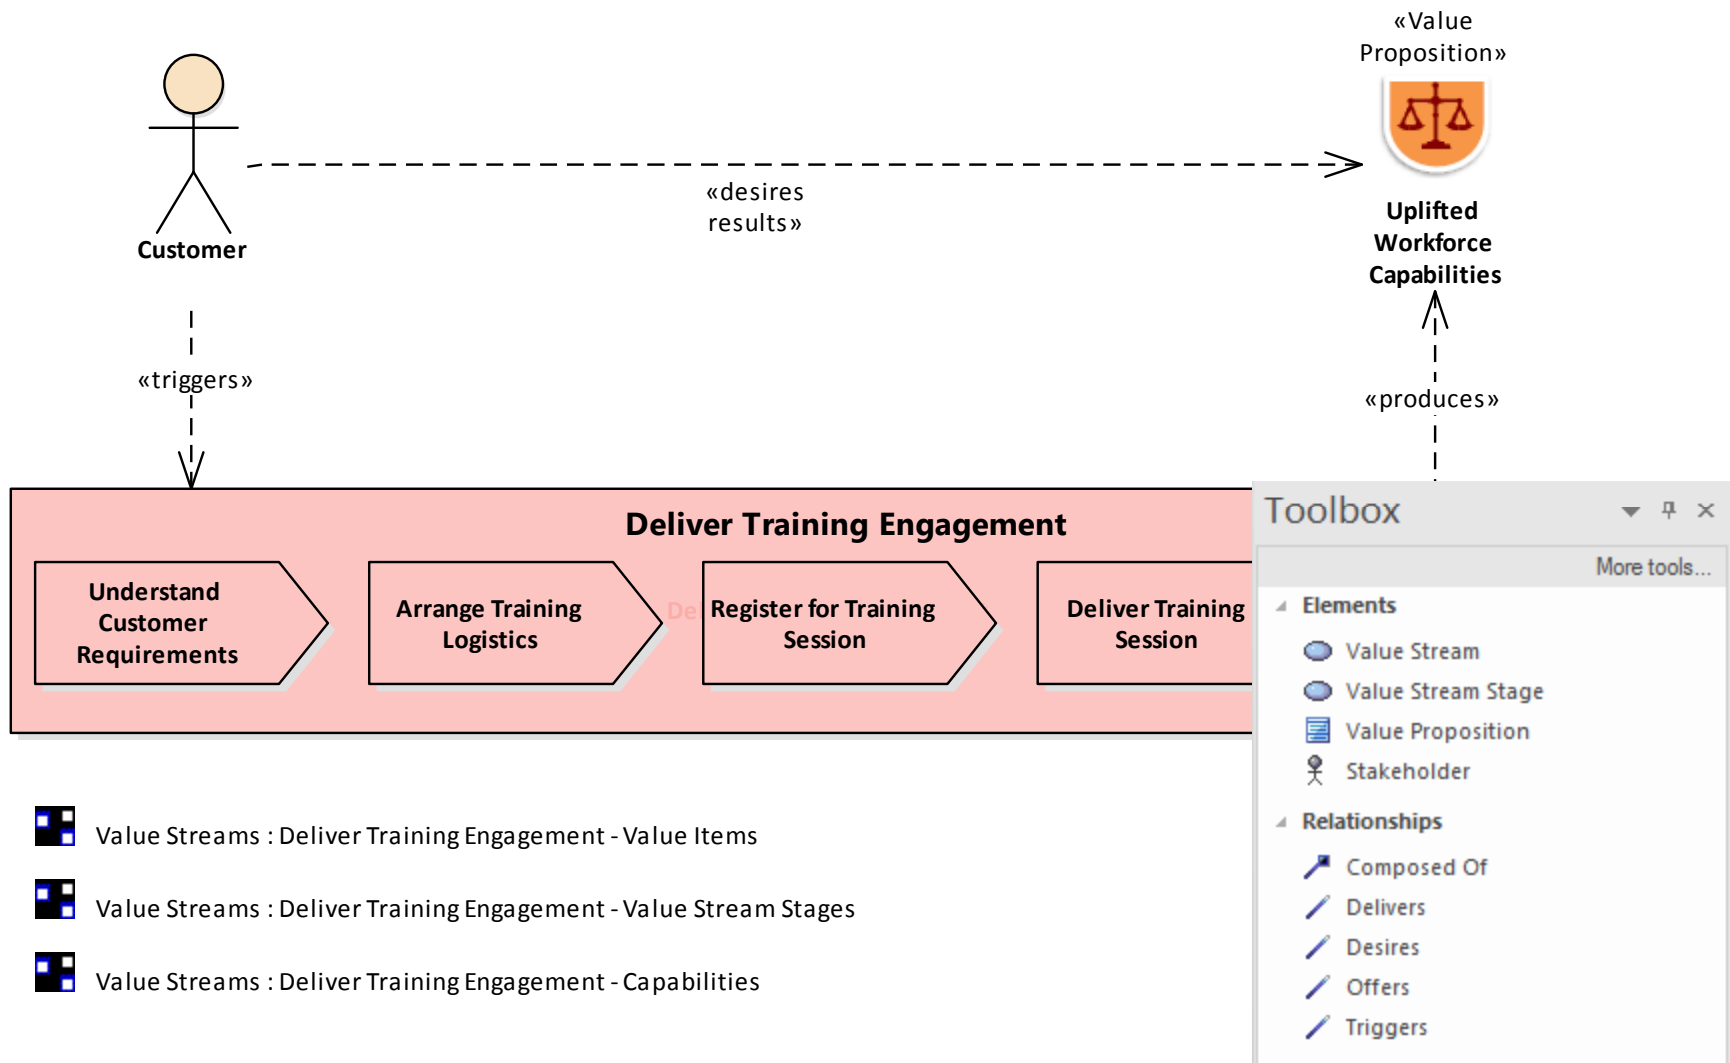 «Value
Proposition»
Customer
«desires
results»
Uplifted
Workforce
Capabilities
«triggers»
«produces»
Deliver Training Engagement
Understand
Customer
Requirements
Arrange Training
Logistics
De
Register for Training
Session
Deliver Training
Session
Toolbox
More tools...
Elements
Value Stream
Value Stream Stage
Value Proposition
Stakeholder
Relationships
Composed Of
Delivers
Desires
Offers
Triggers
Value Streams : Deliver Training Engagement - Value Items
Value Streams : Deliver Training Engagement - Value Stream Stages
Value Streams : Deliver Training Engagement - Capabilities